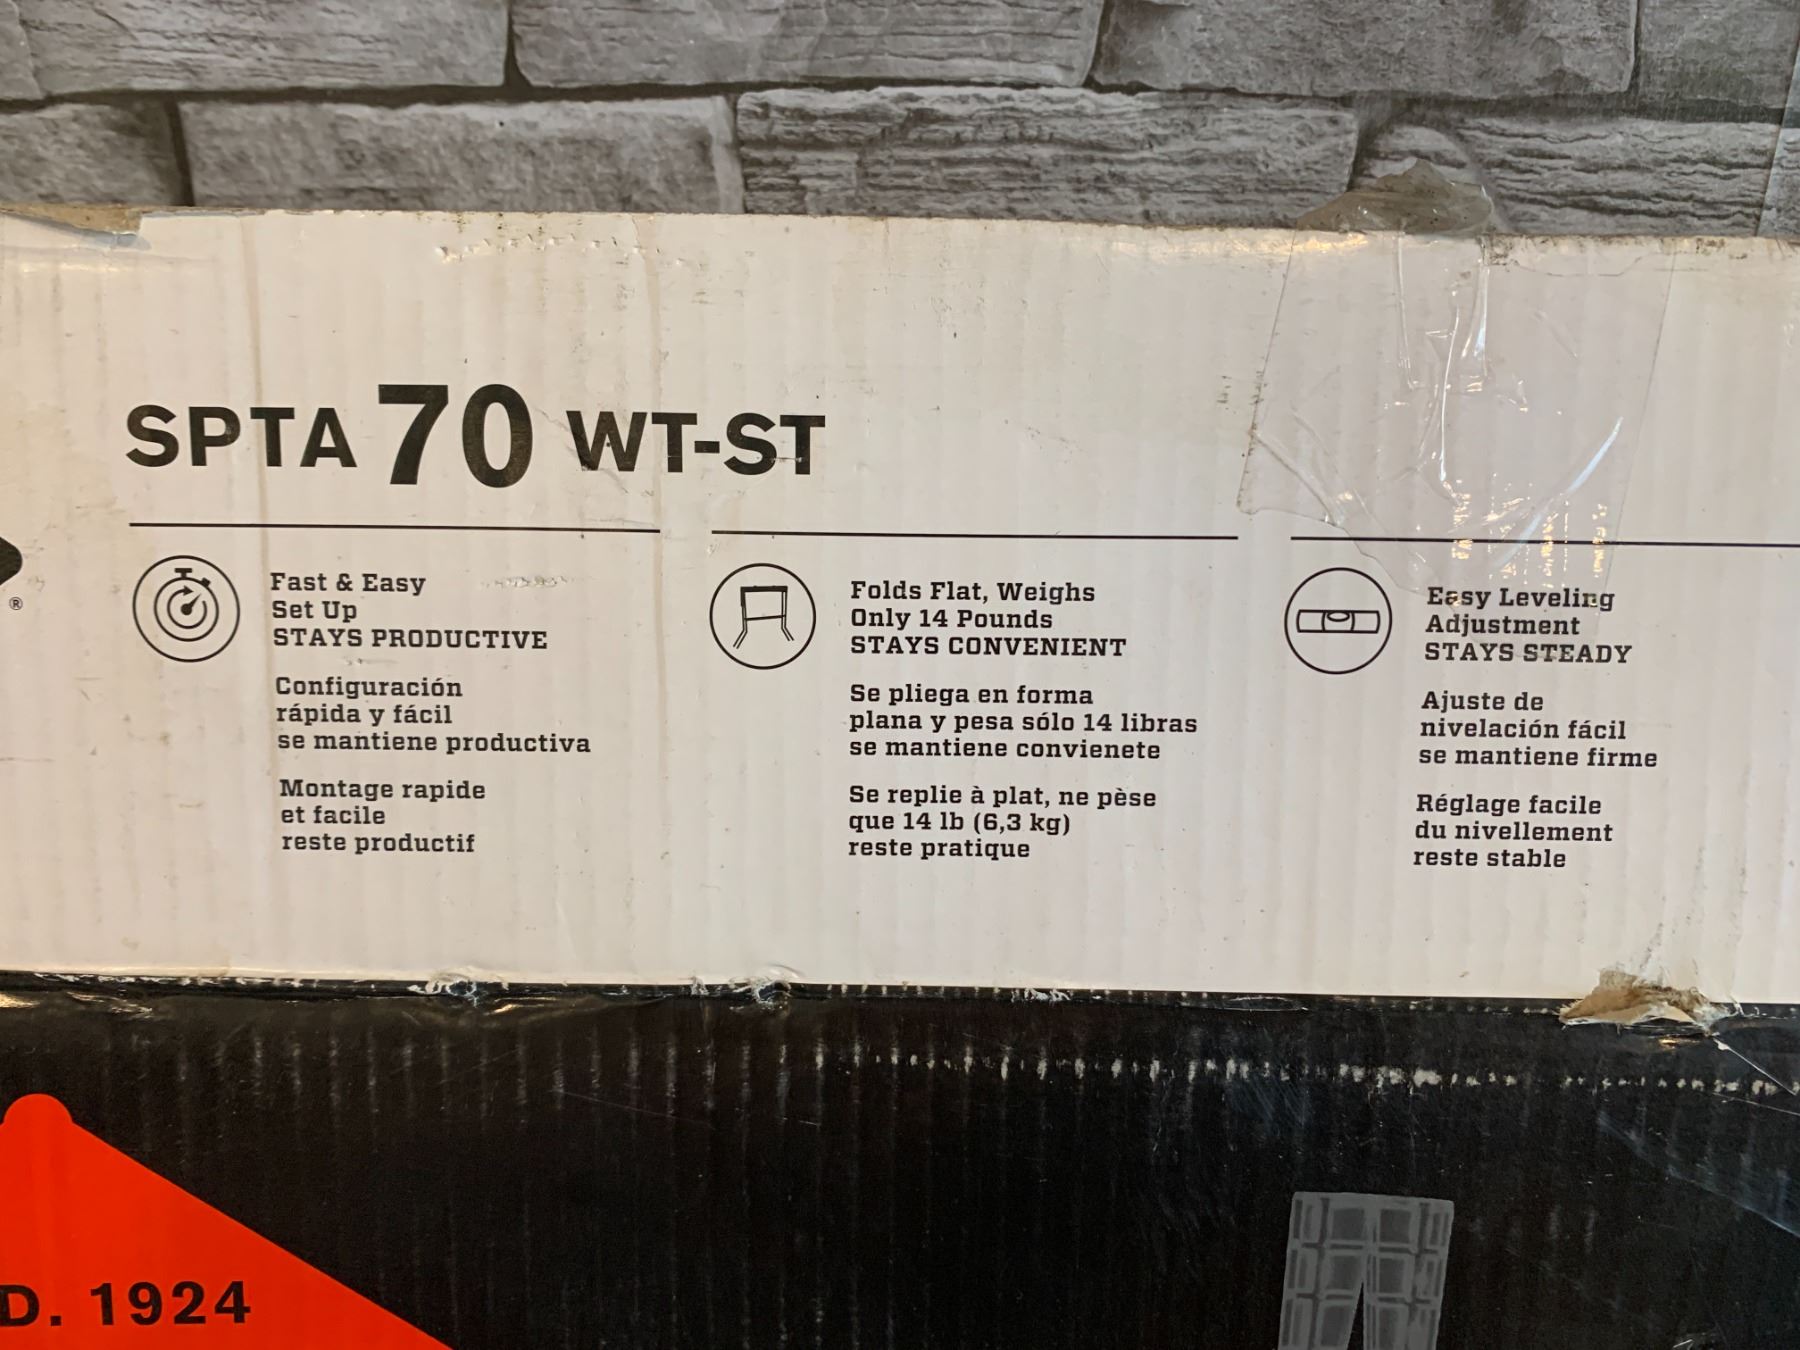 SPTA 70 WT-ST
®
Fast & Easy
Set Up
STAYS PRODUCTIVE
Configuración
rápida y fácil
se mantiene productiva
Montage rapide
et facile
reste productif
Folds Flat, Weighs
Only 14 Pounds
STAYS CONVENIENT
Se pliega en forma
plana y pesa sólo 14 libras
se mantiene convienete
Se replie à plat, ne pèse
que 14 lb (6,3 kg)
reste pratique
Easy Leveling
Adjustment
STAYS STEADY
Ajuste de
nivelación fácil
se mantiene firme
Réglage facile
du nivellement
reste stable
D. 1924